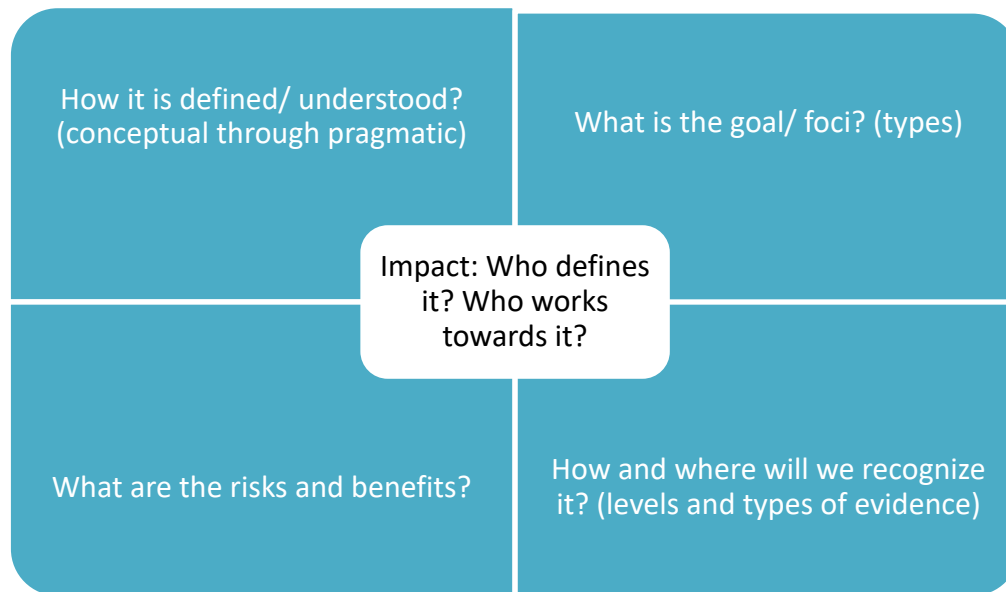 How it is defined/ understood?
(conceptual through pragmatic)
What is the goal/ foci? (types)
Impact: Who defines
it? Who works
towards it?
What are the risks and benefits?
How and where will we recognize
it? (levels and types of evidence)